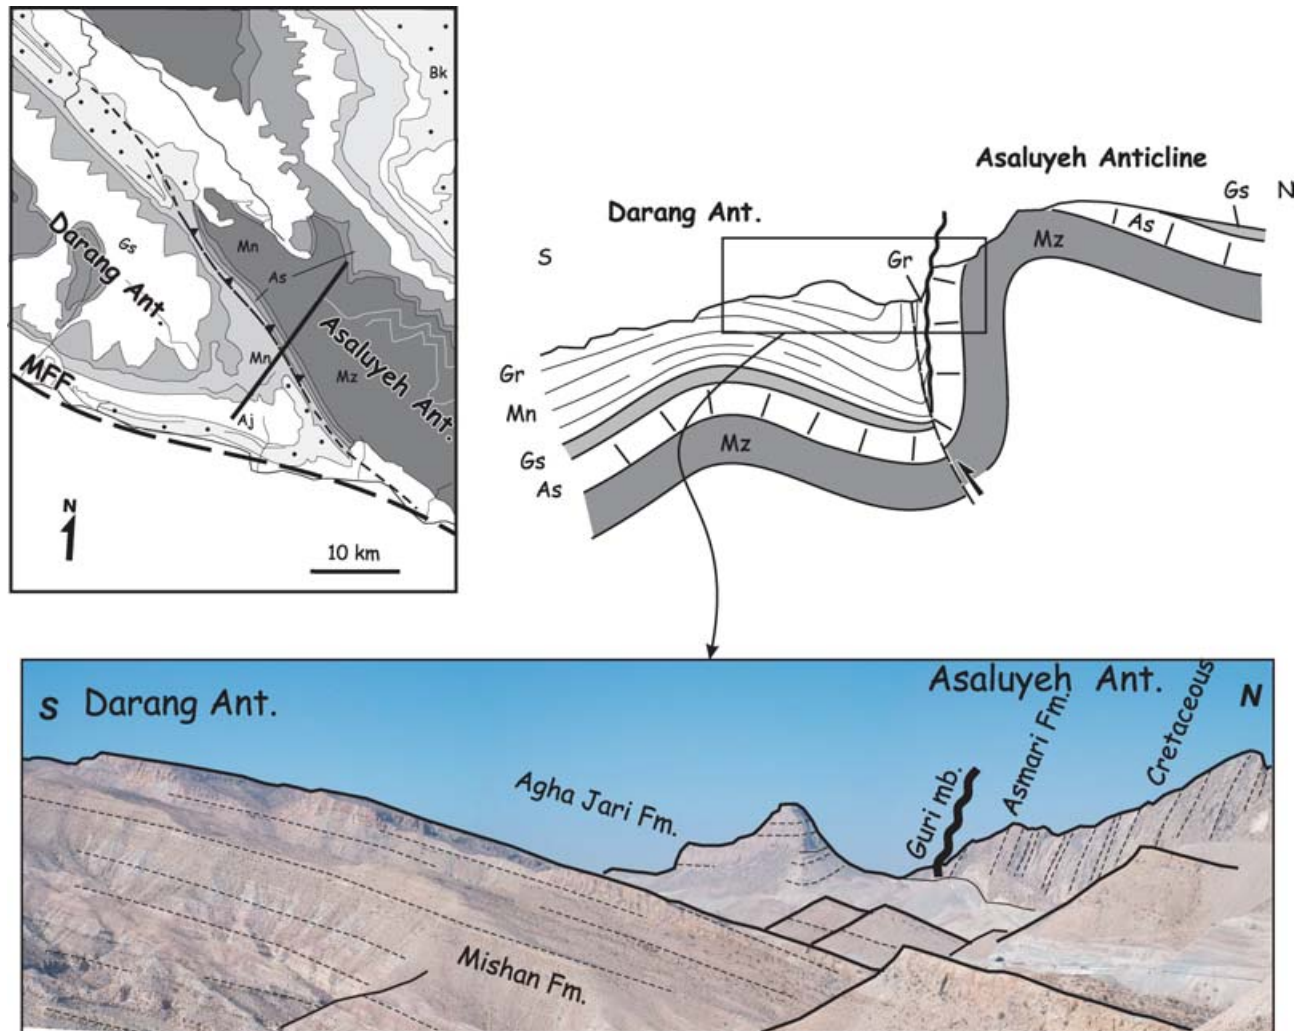 Bk
Gs
Darang Ant.
Mn
As
Mn
Mz
Asaluyeh Ant.
MFF
Aj
N
10 km
Asaluyeh Anticline
Darang Ant.
Gs
N
S
Gr
As
Mz
Gr
Mn
Gs
As
Mz
S Darang Ant.
Asaluyeh Ant.
N
Agha Jari Fm.
Guri mb.
Asmari Fm.
Cretaceous
Mishan Fm.